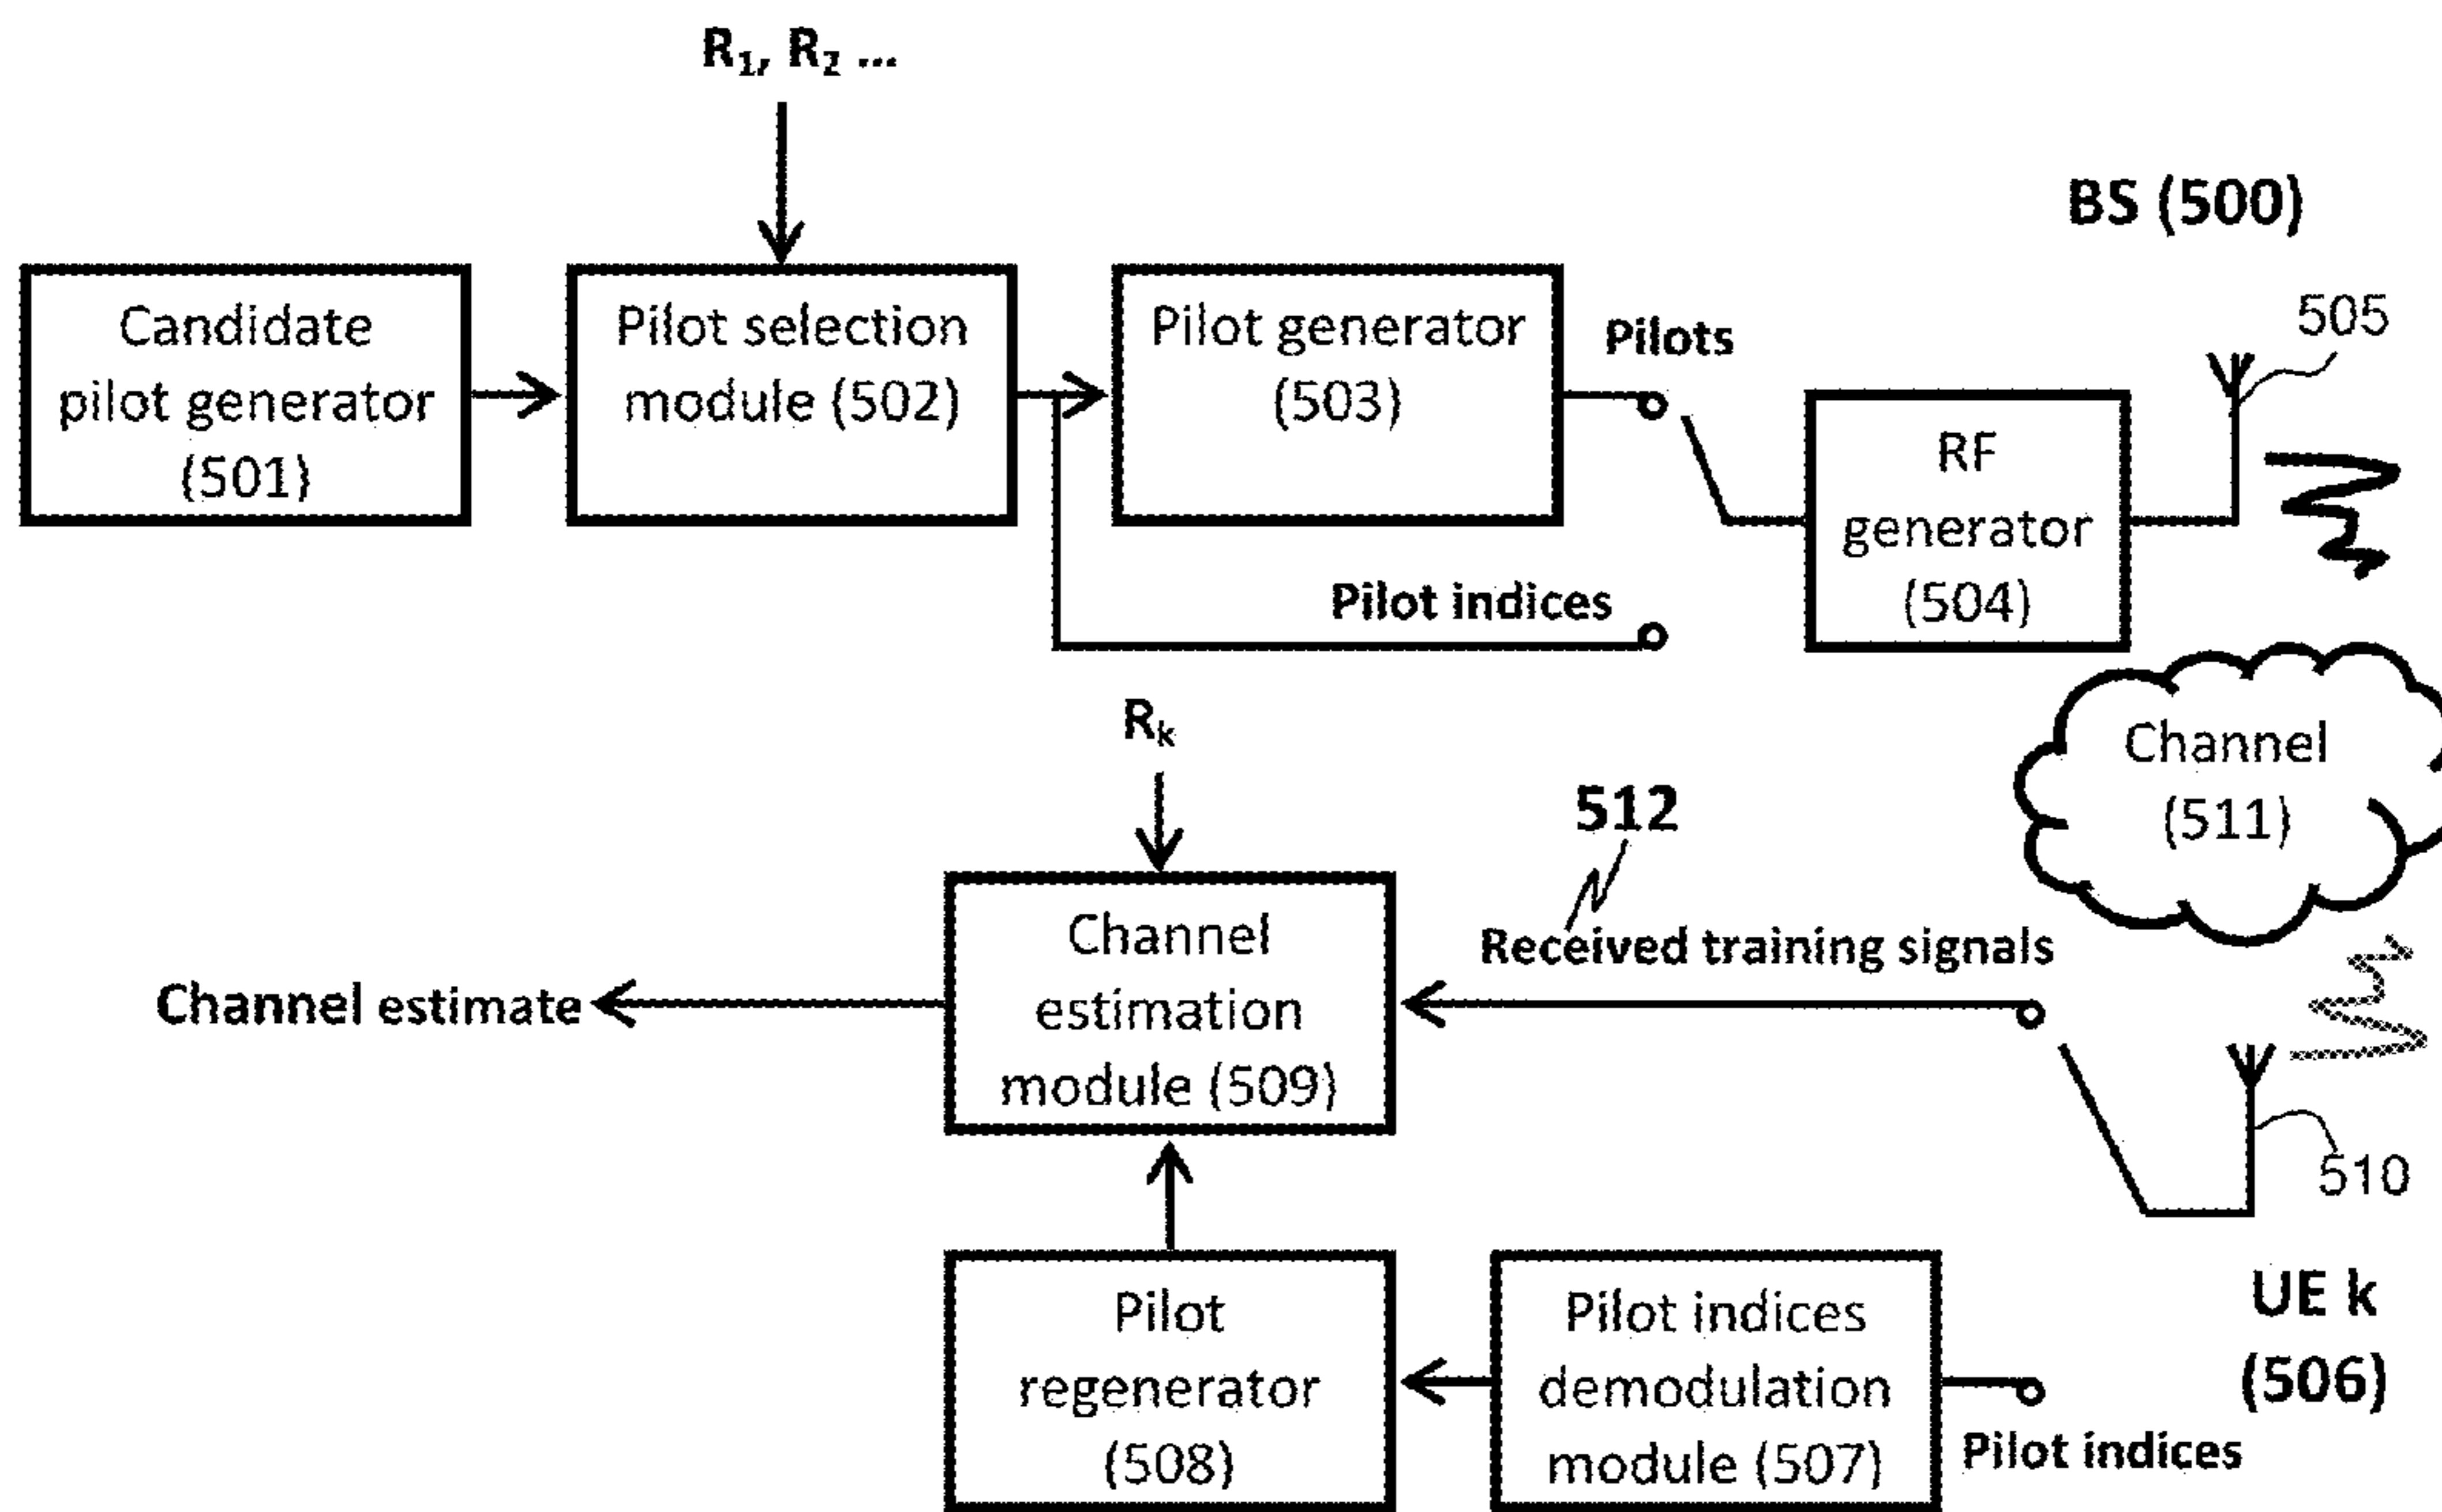 R1, R2 ...
BS (500)
Candidate
pilot generator
(501)
Pilot selection
module (502)
Pilot generator
(503)
Pilots
505
RF
generator
(504)
Pilot indices
Rk
Channel
(511)
512
Channel
estimation
module (509)
Received training signals
Channel estimate
510
Pilot
regenerator
(508)
Pilot indices
demodulation
module (507)
UE k
(506)
Pilot indices